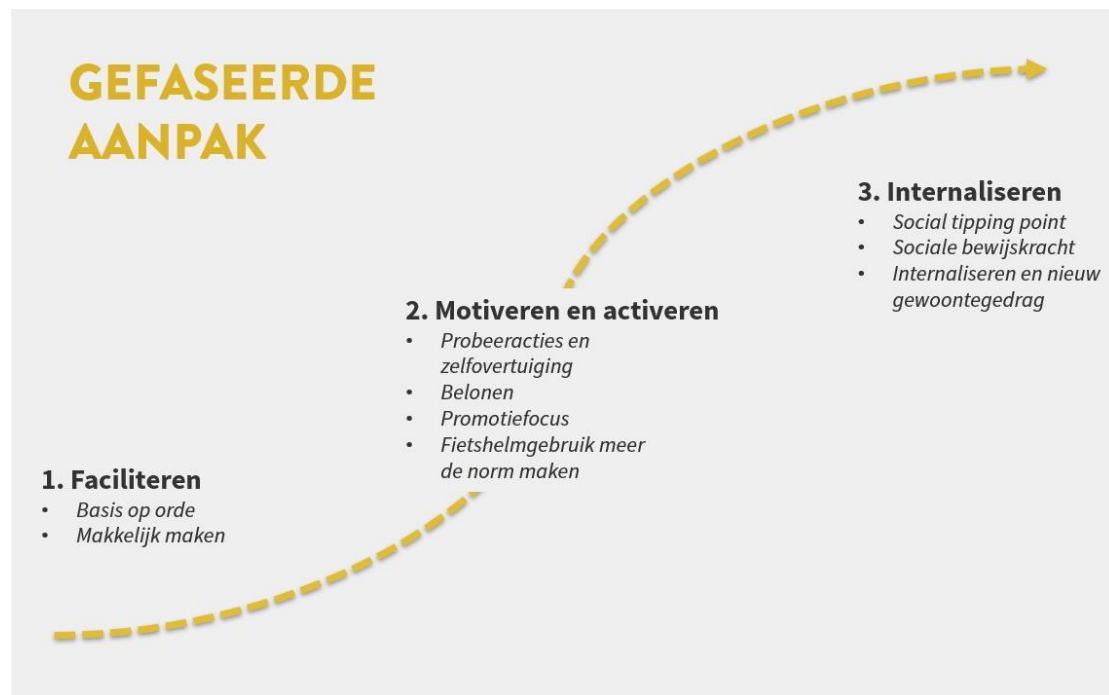 GEFASEERDE
AANPAK
1. Faciliteren
• Basis op orde
• Makkelijk maken
2. Motiveren en activeren
• Probeeracties en
zelfovertuiging
• Belonen
• Promotiefocus
• Fietshelmgebruik meer
de norm maken
3. Internaliseren
• Social tipping point
• Sociale bewijskracht
• Internaliseren en nieuw
gewoontegedrag